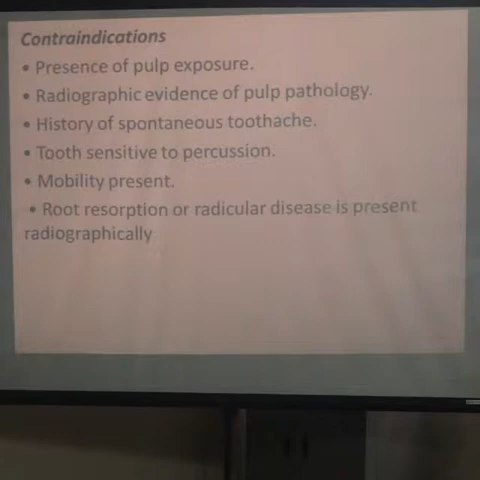 Contraindications
• Presence of pulp exposure.
• Radiographic evidence of pulp pathology.
• History of spontaneous toothache.
• Tooth sensitive to percussion.
• Mobility present.
• Root resorption or radicular disease is present
radiographically